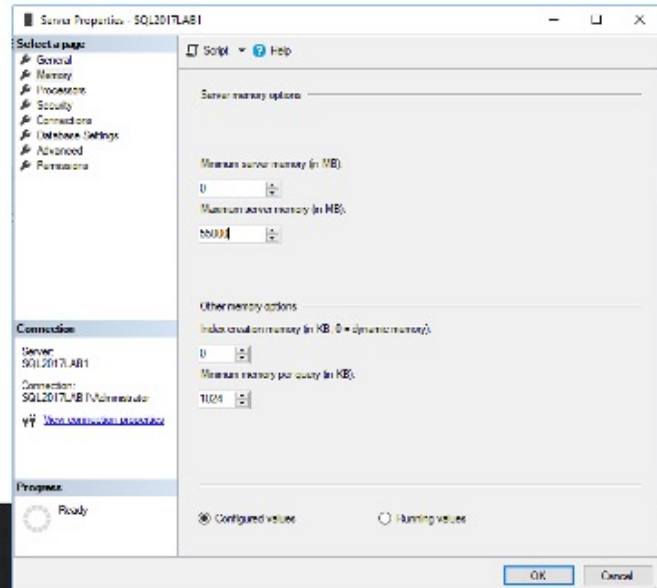 Server Properties - SQL2017LAB1
Select a page
General
Memory
Processors
Security
Connections
Database Settings
Advanced
Permissions
Script
Help
Server memory options
Minimum server memory (in MB):
0
Maximum server memory (in MB):
55000
Other memory options
Index creation memory (in KB, 0 = dynamic memory):
0
Minimum memory per query (in KB):
1024
Connection
Server:
SQL2017LAB1
Connection:
SQL2017LAB1\Administrator
View connection properties
Progress
Ready
Configured values
Running values
OK
Cancel